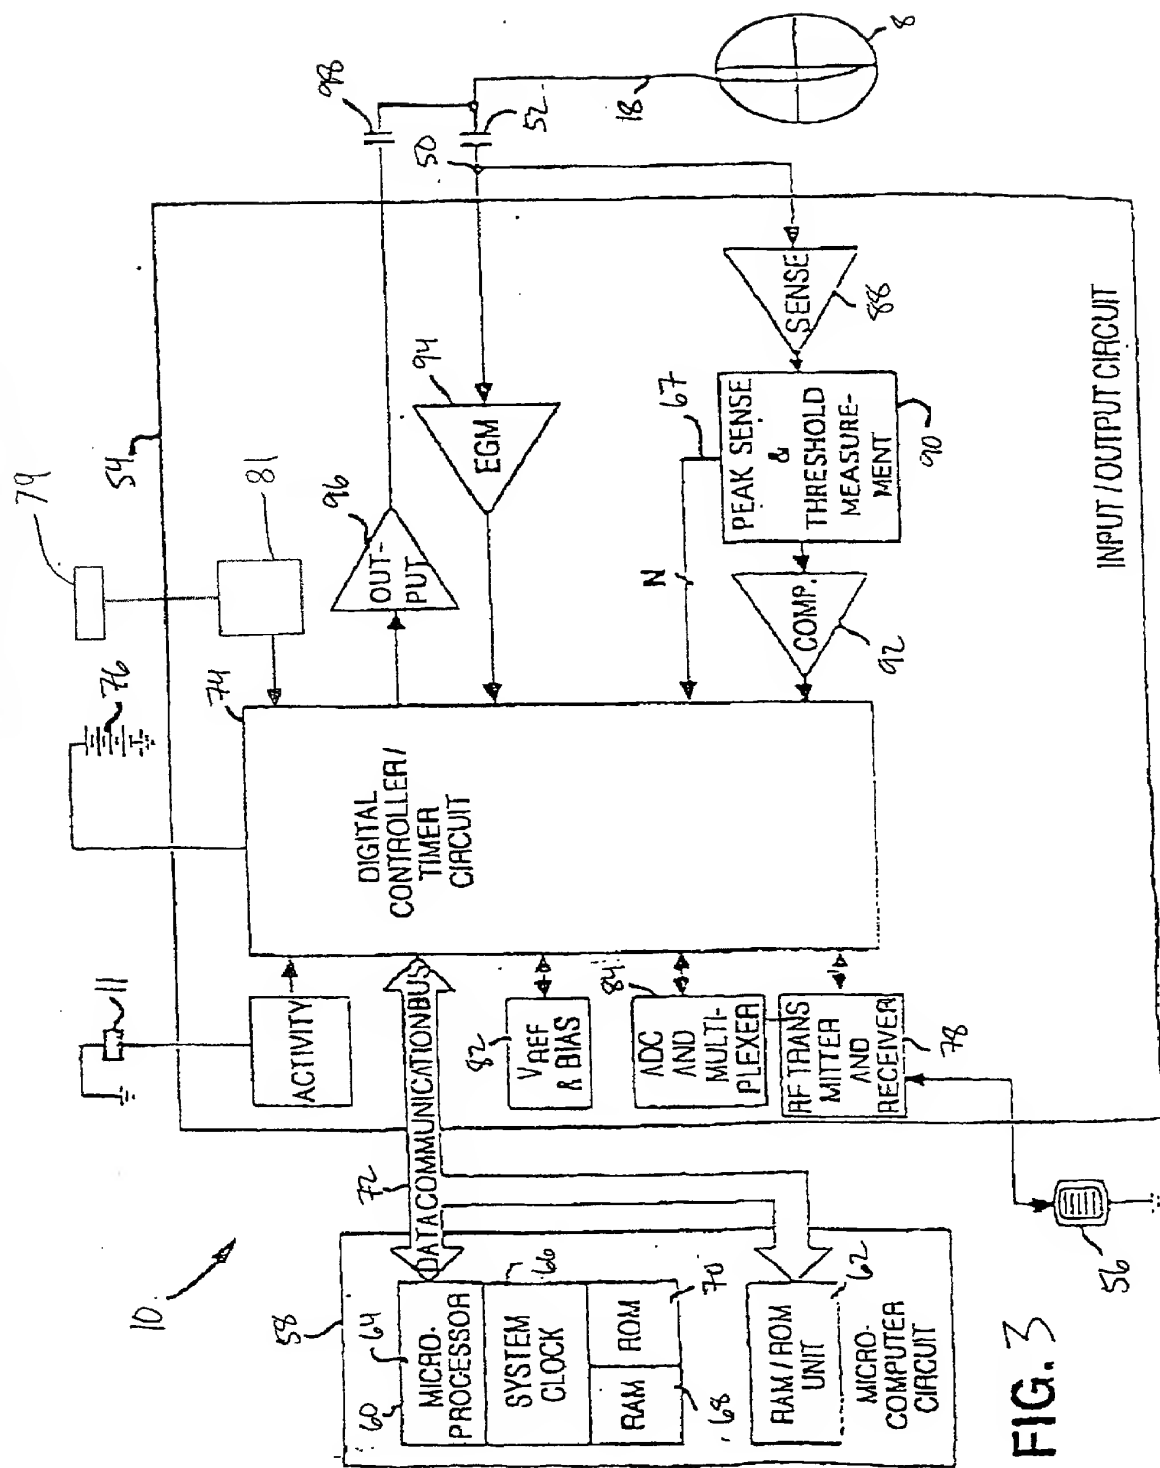 10
58
60
64
MICRO-
PROCESSOR
SYSTEM
CLOCK
66
RAM
ROM
68
70
RAM/ROM
UNIT
62
MICRO-
COMPUTER
CIRCUIT
72
DATA COMMUNICATION BUS
11
ACTIVITY
82
VREF
& BIAS
84
ADC
AND
MULTI-
PLEXER
RF TRANS
MITTER
AND
RECEIVER
78
56
76
74
DIGITAL
CONTROLLER/
TIMER
CIRCUIT
79
81
54
OUT-
PUT
96
EGM
94
N
67
PEAK SENSE
&
THRESHOLD
MEASURE-
MENT
90
COMP.
92
SENSE
88
INPUT/OUTPUT CIRCUIT
98
50
52
18
8
FIG. 3